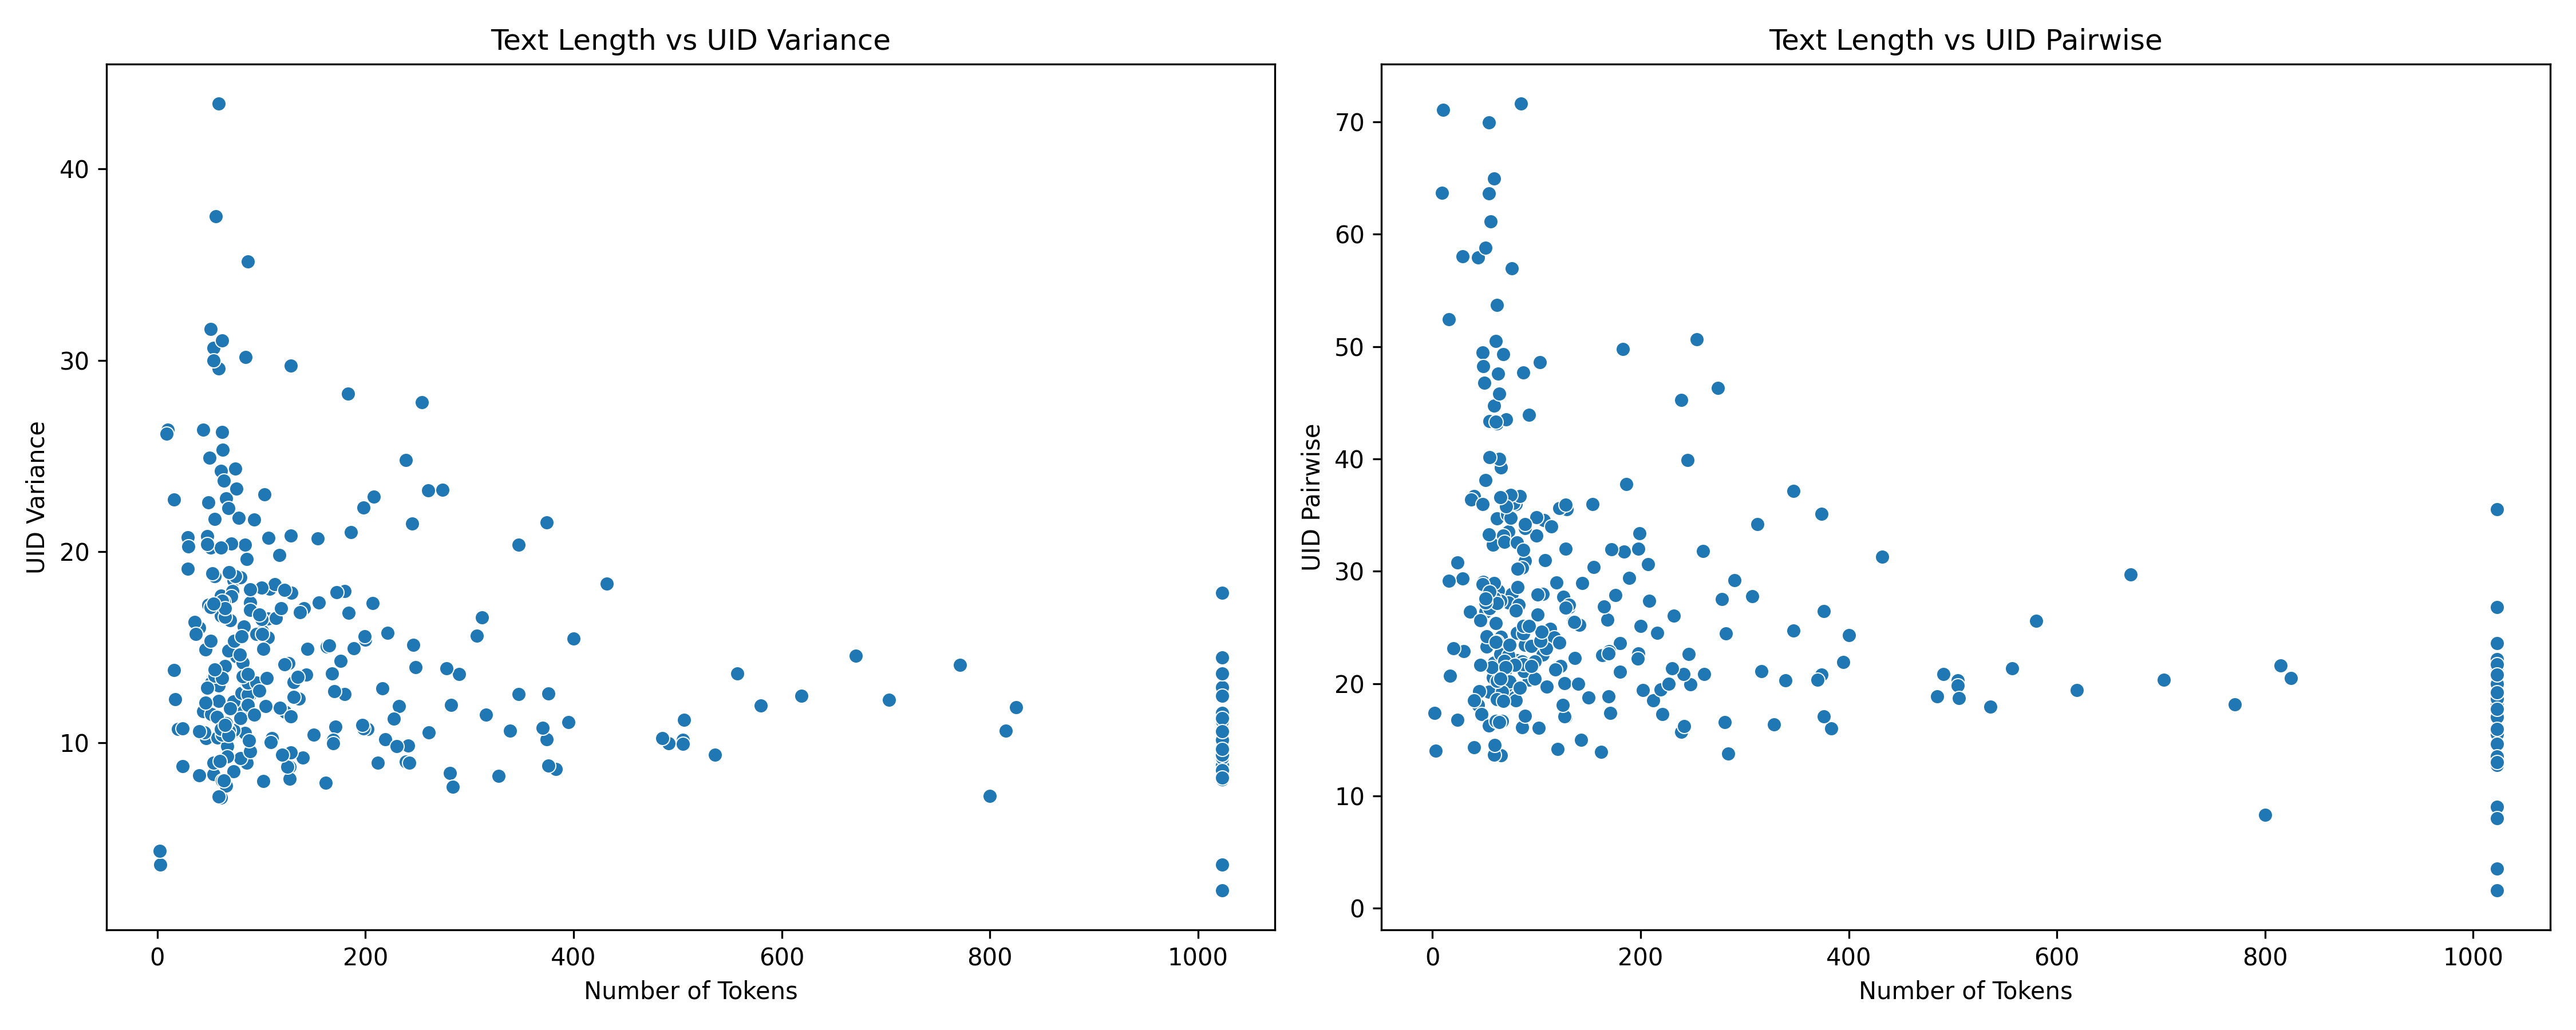 Text Length vs UID Variance
UID Variance
40
30
20
10
0 200 400 600 800 1000
Number of Tokens
Text Length vs UID Pairwise
UID Pairwise
70
60
50
40
30
20
10
0
0 200 400 600 800 1000
Number of Tokens